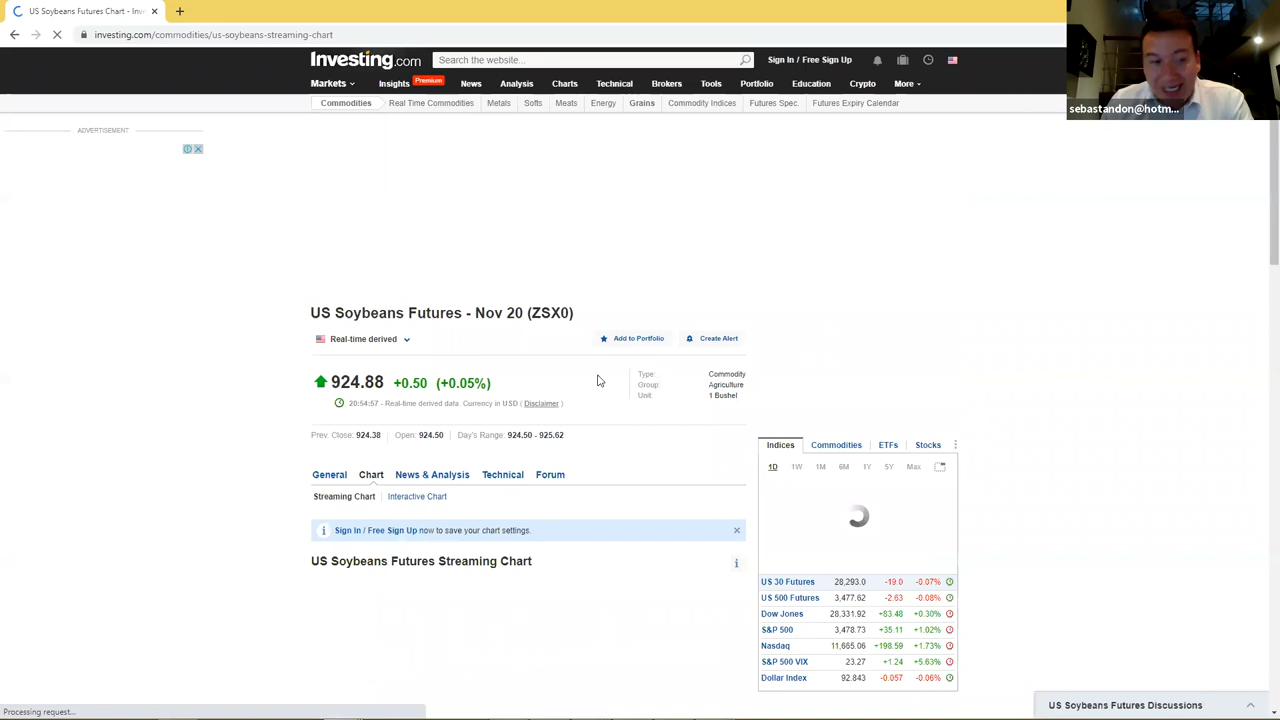 US Soybeans Futures Chart - Inv
investing.com/commodities/us-soybeans-streaming-chart
Investing.com
Search the website...
Sign In / Free Sign Up
sebastandon@hotm...
Markets
Insights
Premium
News
Analysis
Charts
Technical
Brokers
Tools
Portfolio
Education
Crypto
More
Commodities
Real Time Commodities
Metals
Softs
Meats
Energy
Grains
Commodity Indices
Futures Spec.
Futures Expiry Calendar
ADVERTISEMENT
US Soybeans Futures - Nov 20 (ZSX0)
Real-time derived
Add to Portfolio
Create Alert
924.88 +0.50 (+0.05%)
20:54:57 - Real-time derived data. Currency in USD ( Disclaimer )
Type: Commodity
Group: Agriculture
Unit: 1 Bushel
Prev. Close: 924.38
Open: 924.50
Day's Range: 924.50 - 925.62
General
Chart
News & Analysis
Technical
Forum
Streaming Chart
Interactive Chart
Sign In / Free Sign Up now to save your chart settings.
US Soybeans Futures Streaming Chart
Indices
Commodities
ETFs
Stocks
1D 1W 1M 6M 1Y 5Y Max
US 30 Futures 28,293.0 -19.0 -0.07%
US 500 Futures 3,477.62 -2.63 -0.08%
Dow Jones 28,331.92 +83.48 +0.30%
S&P 500 3,478.73 +35.11 +1.02%
Nasdaq 11,665.06 +198.59 +1.73%
S&P 500 VIX 23.27 +1.24 +5.63%
Dollar Index 92.843 -0.057 -0.06%
US Soybeans Futures Discussions
Processing request...